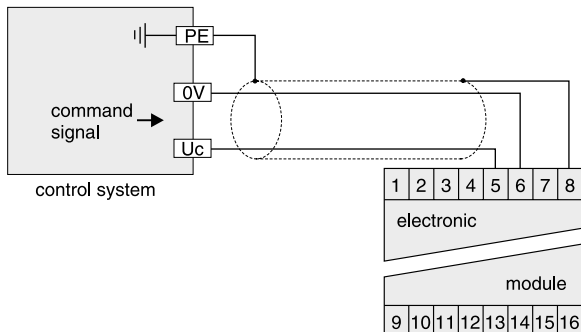 PE
0V
command
signal
Uc
control system
1 2 3 4 5 6 7 8
electronic
module
9 10 11 12 13 14 15 16